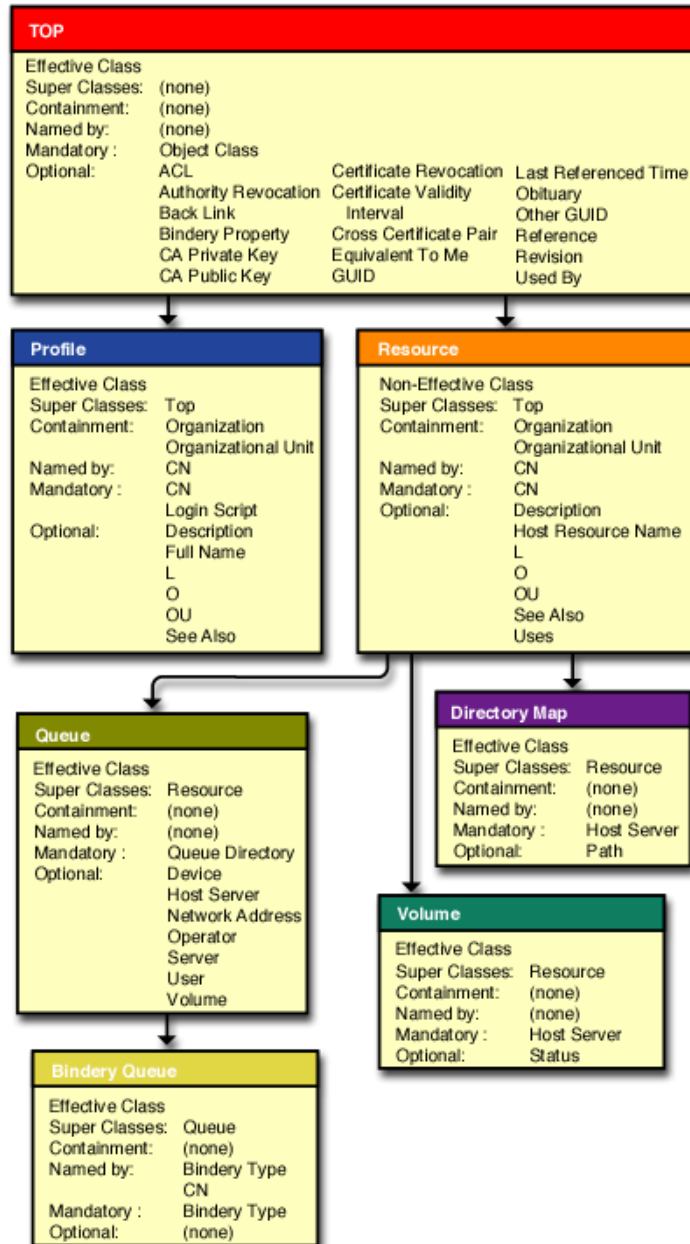 TOP
Effective Class
Super Classes: (none)
Containment: (none)
Named by: (none)
Mandatory : Object Class
Optional: ACL Certificate Revocation Last Referenced Time
Authority Revocation Certificate Validity Obituary
Back Link Interval Other GUID
Bindery Property Cross Certificate Pair Reference
CA Private Key Equivalent To Me Revision
CA Public Key GUID Used By
Profile
Effective Class
Super Classes: Top
Containment: Organization
Organizational Unit
Named by: CN
Mandatory : CN
Login Script
Optional: Description
Full Name
L
O
OU
See Also
Resource
Non-Effective Class
Super Classes: Top
Containment: Organization
Organizational Unit
Named by: CN
Mandatory : CN
Optional: Description
Host Resource Name
L
O
OU
See Also
Uses
Queue
Effective Class
Super Classes: Resource
Containment: (none)
Named by: (none)
Mandatory : Queue Directory
Optional: Device
Host Server
Network Address
Operator
Server
User
Volume
Directory Map
Effective Class
Super Classes: Resource
Containment: (none)
Named by: (none)
Mandatory : Host Server
Optional: Path
Volume
Effective Class
Super Classes: Resource
Containment: (none)
Named by: (none)
Mandatory : Host Server
Optional: Status
Bindery Queue
Effective Class
Super Classes: Queue
Containment: (none)
Named by: Bindery Type
CN
Mandatory : Bindery Type
Optional: (none)